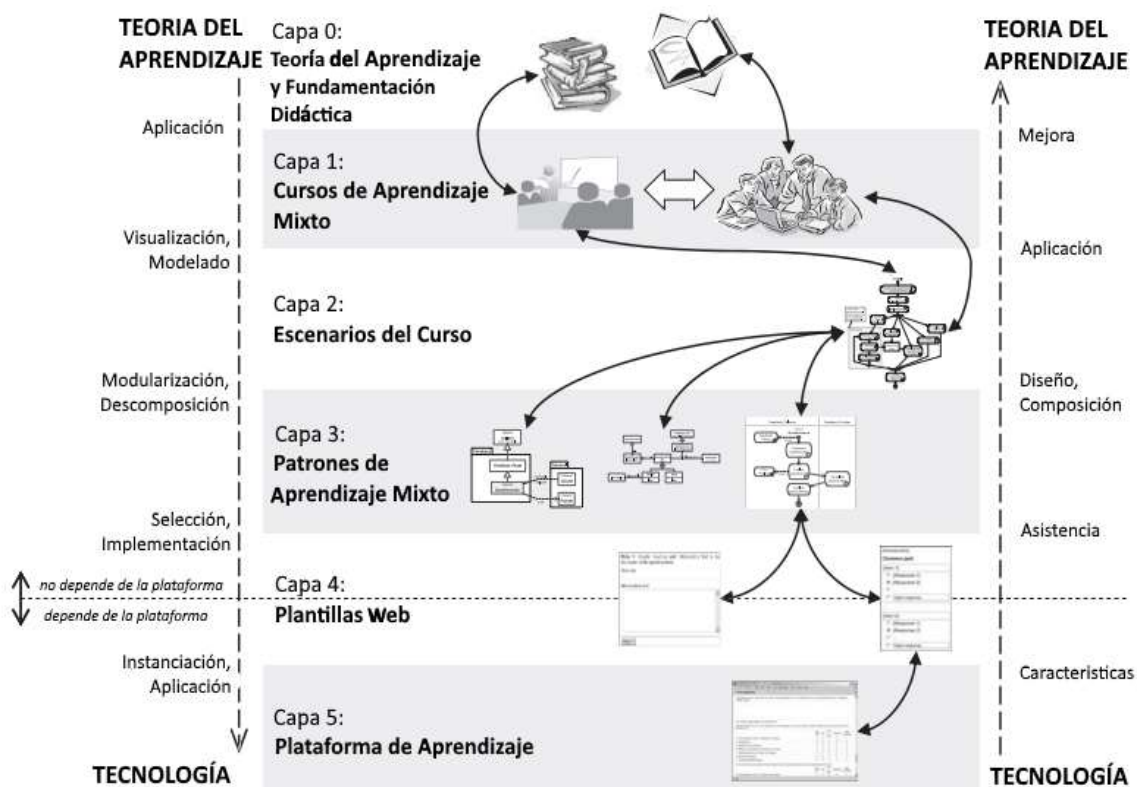 TEORIA DEL
APRENDIZAJE
Aplicación
Visualización,
Modelado
Modularización,
Descomposición
Selección,
Implementación
no depende de la plataforma
depende de la plataforma
Instanciación,
Aplicación
TECNOLOGÍA
Capa 0:
Teoría del Aprendizaje
y Fundamentación
Didáctica
Capa 1:
Cursos de Aprendizaje
Mixto
Capa 2:
Escenarios del Curso
Capa 3:
Patrones de
Aprendizaje Mixto
Capa 4:
Plantillas Web
Capa 5:
Plataforma de Aprendizaje
TEORIA DEL
APRENDIZAJE
Mejora
Aplicación
Diseño,
Composición
Asistencia
Caracteristicas
TECNOLOGÍA